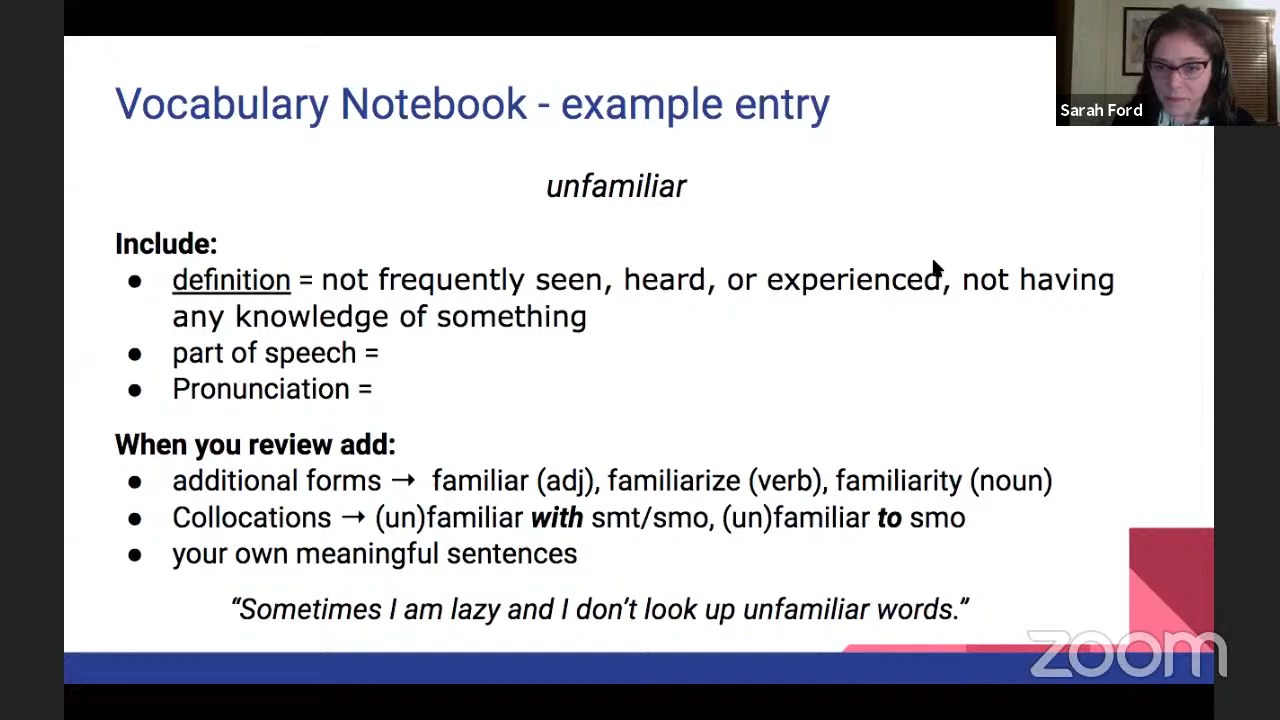 Vocabulary Notebook - example entry
Sarah Ford
unfamiliar
Include:
● definition = not frequently seen, heard, or experienced, not having
any knowledge of something
● part of speech =
● Pronunciation =
When you review add:
● additional forms → familiar (adj), familiarize (verb), familiarity (noun)
● Collocations → (un)familiar with smt/smo, (un)familiar to smo
● your own meaningful sentences
“Sometimes I am lazy and I don’t look up unfamiliar words.”
zoom